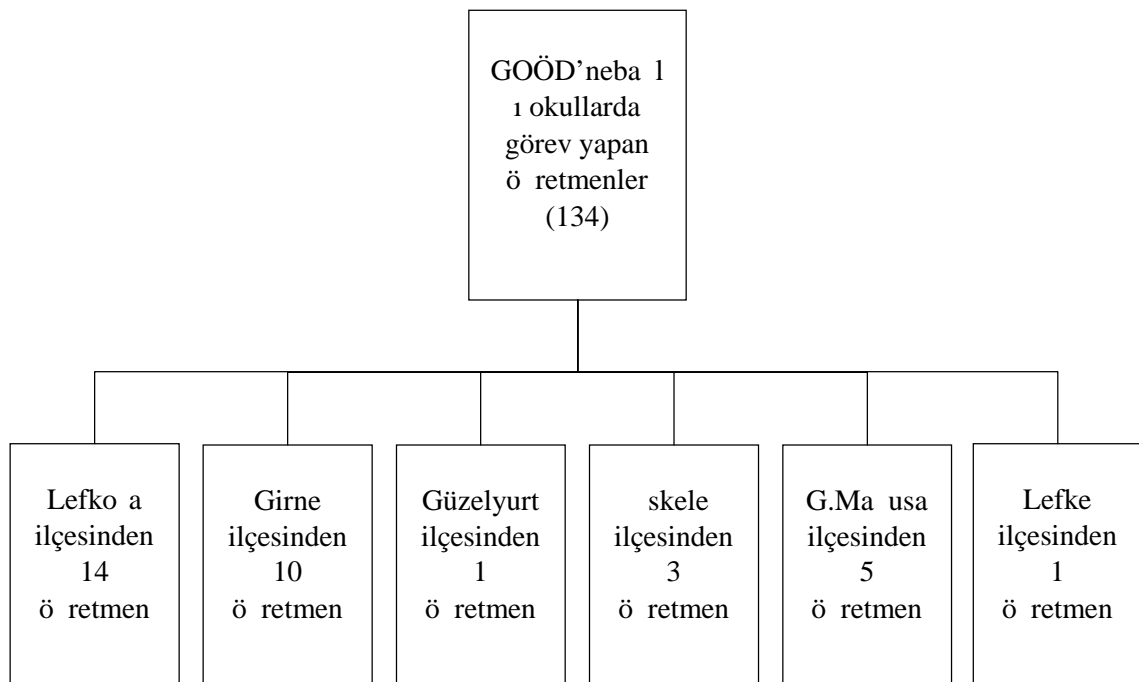 GOÖD’neba l
ı okullarda
görev yapan
ö retmenler
(134)
Lefko a
ilçesinden
14
ö retmen
Girne
ilçesinden
10
ö retmen
Güzelyurt
ilçesinden
1
ö retmen
skele
ilçesinden
3
ö retmen
G.Ma usa
ilçesinden
5
ö retmen
Lefke
ilçesinden
1
ö retmen